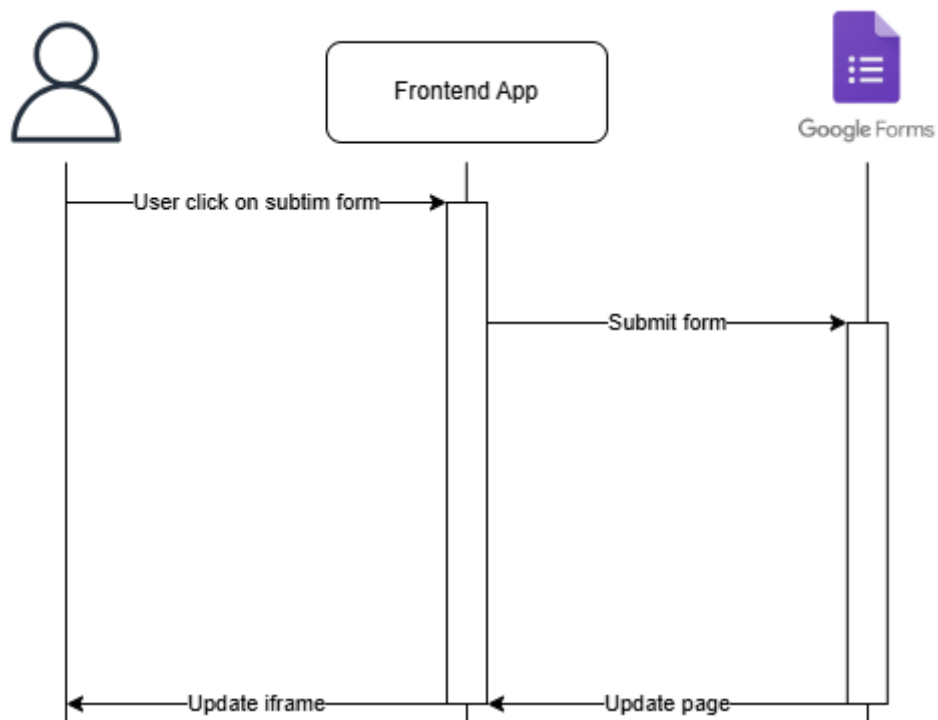 Frontend App
Google Forms
User click on subtim form
Submit form
Update iframe
Update page